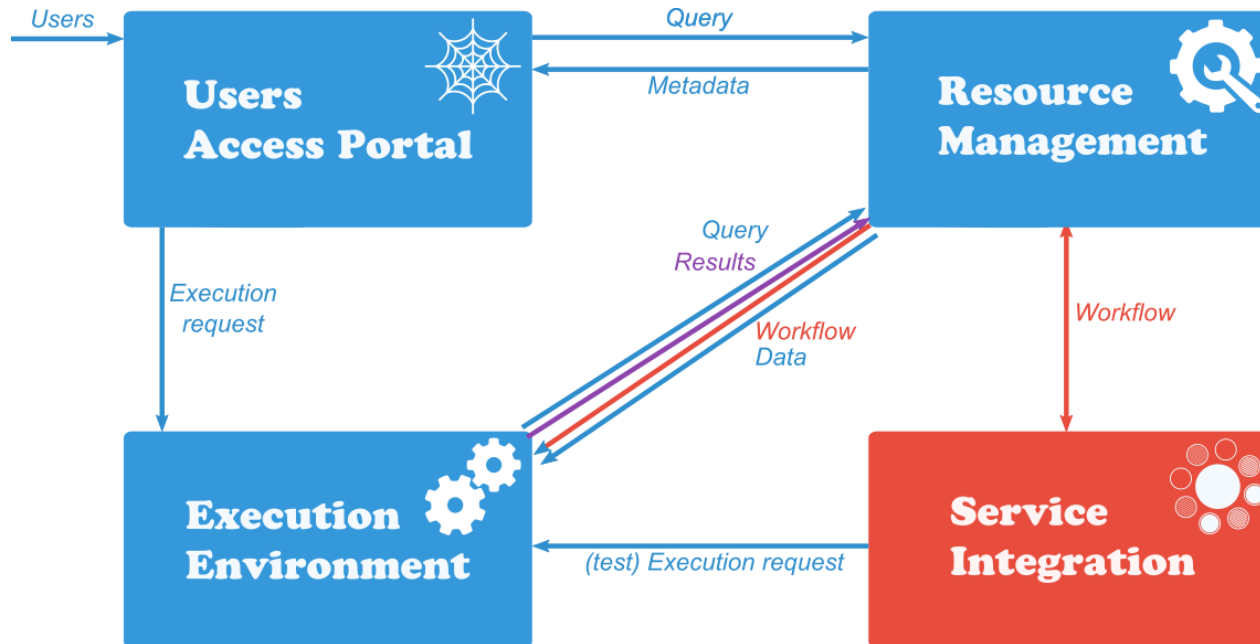 Users
Query
Metadata
Users
Access Portal
Resource
Management
Query
Results
Execution
request
Workflow
Data
Workflow
Execution
Environment
(test) Execution request
Service
Integration